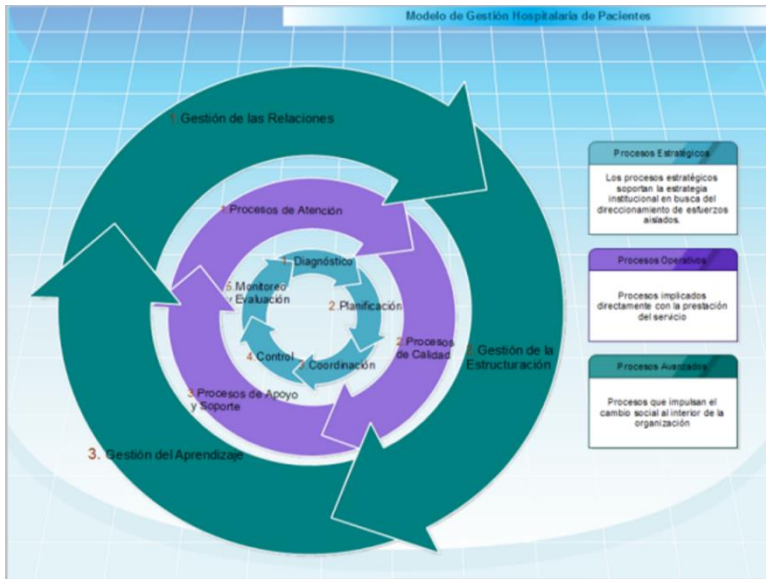 Modelo de Gestión Hospitalaria de Pacientes
1.Gestión de las Relaciones
1.Procesos de Atención
1. Diagnóstico
5.Monitoreo
y Evaluación
2.Planificación
4.Control
3 Coordinación
2.Procesos
de Calidad
2.Gestión de la
Estructuración
3.Procesos de Apoyo
y Soporte
3. Gestión del Aprendizaje
Procesos Estratégicos
Los procesos estratégicos
soportan la estrategia
institucional en busca del
direccionamiento de esfuerzos
aislados.
Procesos Operativos
Procesos implicados
directamente con la prestación
del servicio
Procesos Avanzados
Procesos que impulsan el
cambio social al interior de la
organización